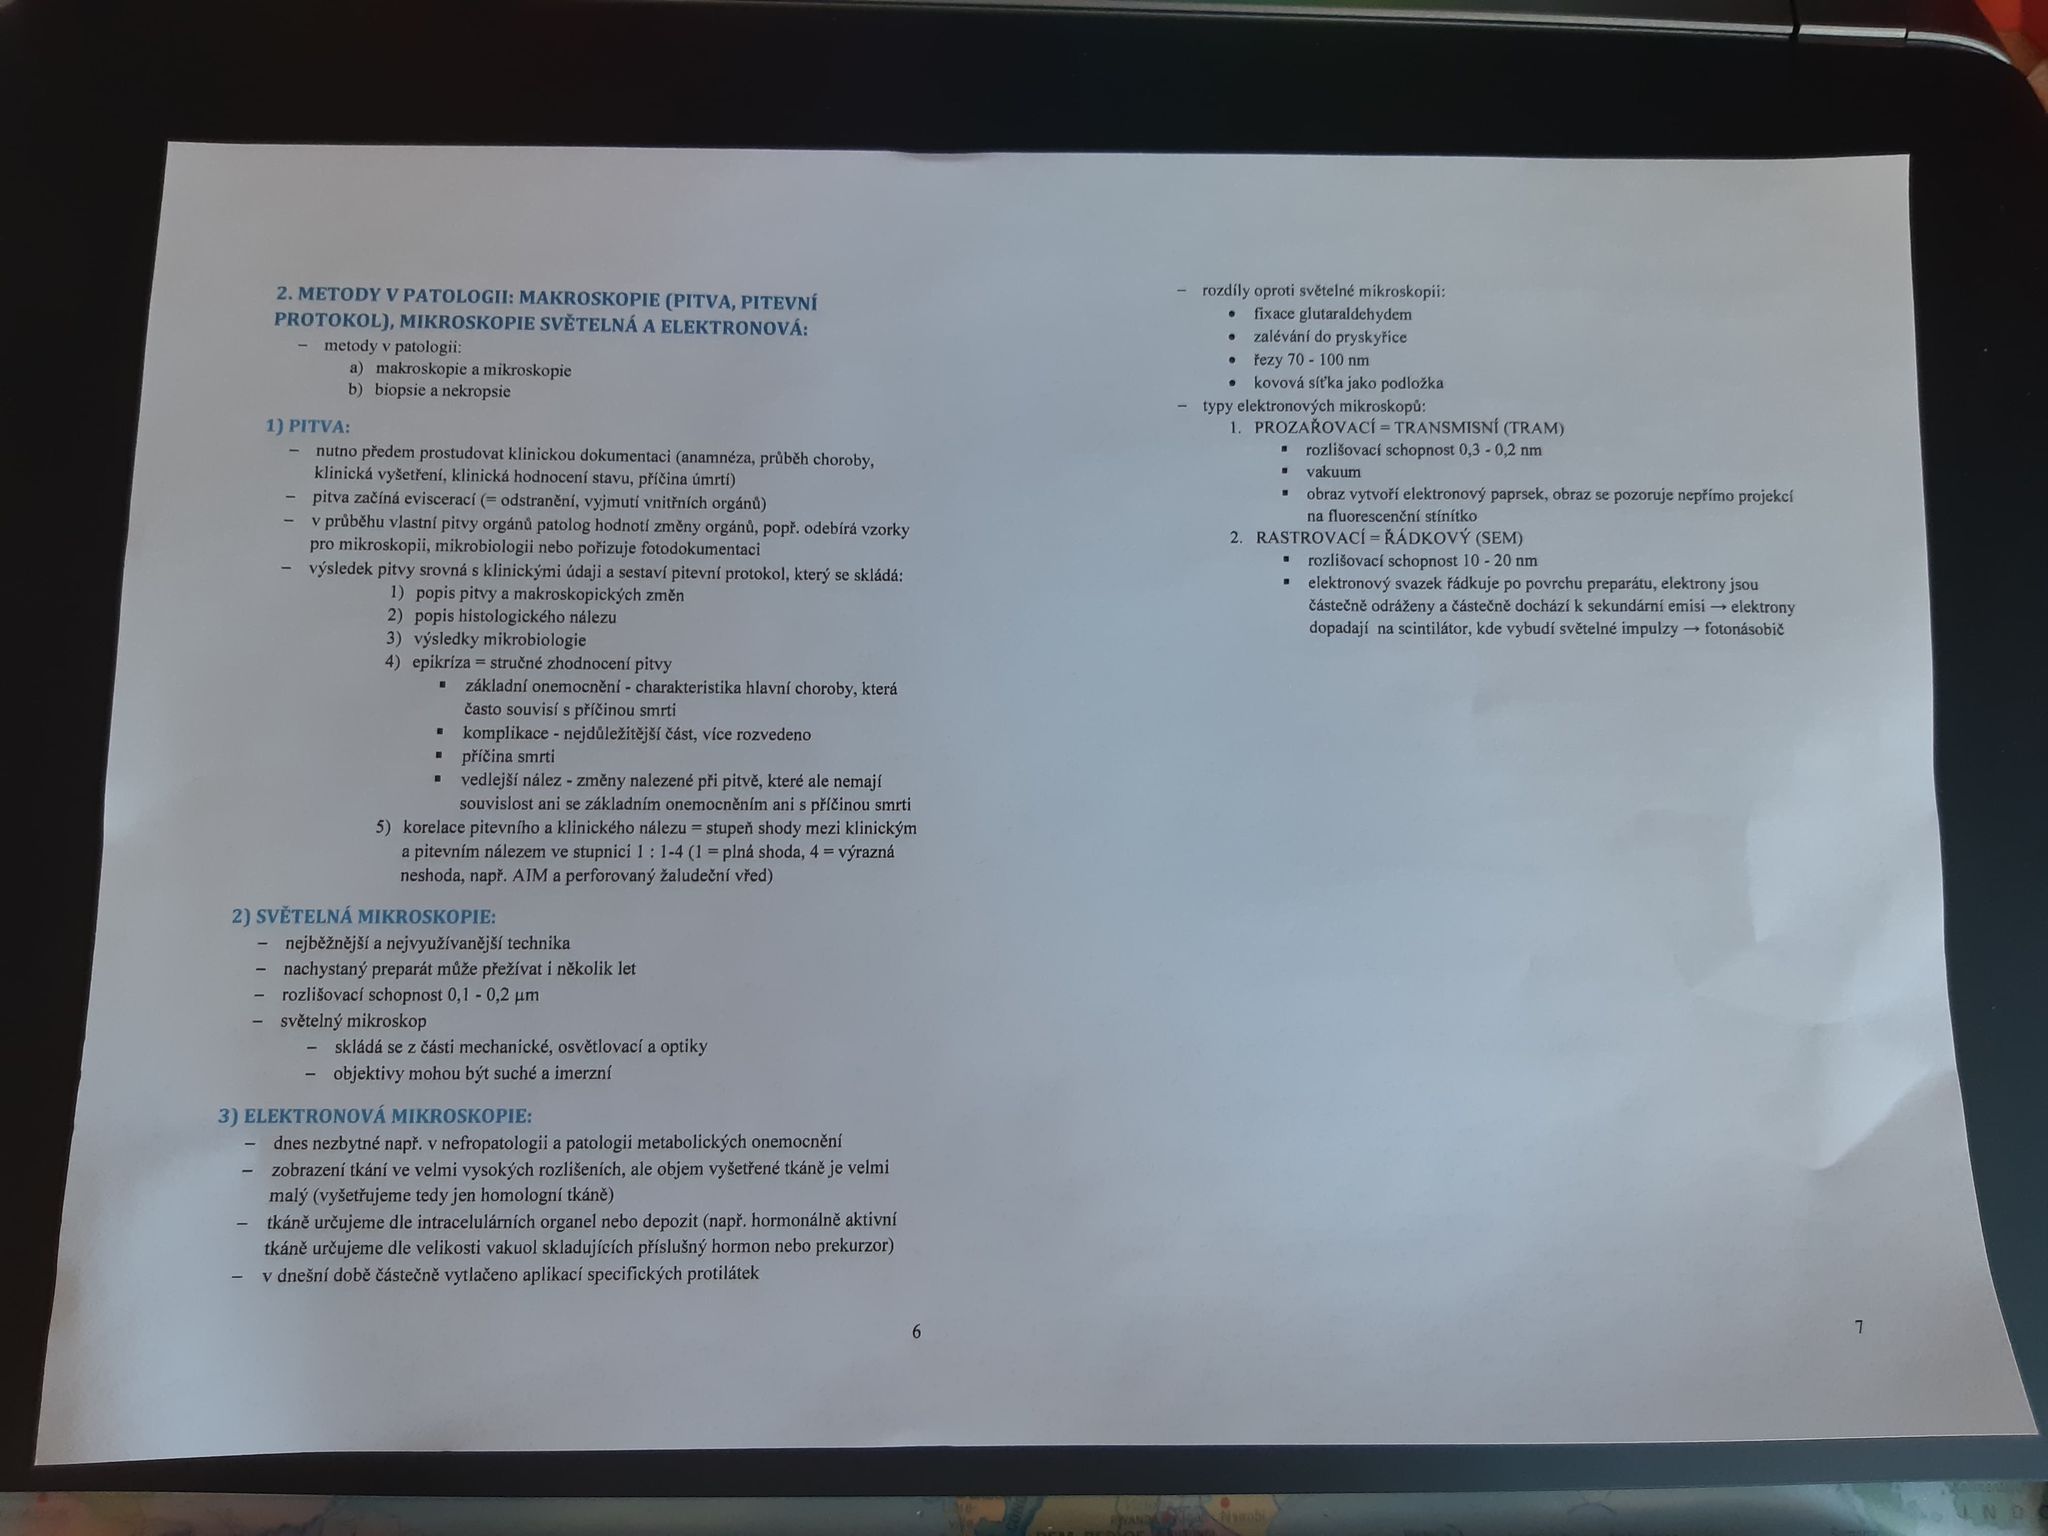 2. METODY V PATOLOGII: MAKROSKOPIE (PITVA, PITEVNÍ
PROTOKOL), MIKROSKOPIE SVĚTELNÁ A ELEKTRONOVÁ:
– metody v patologii:
a) makroskopie a mikroskopie
b) biopsie a nekropsie
1) PITVA:
– nutno předem prostudovat klinickou dokumentaci (anamnéza, průběh choroby,
klinická vyšetření, klinická hodnocení stavu, příčina úmrtí)
– pitva začíná eviscerací (= odstranění, vyjmutí vnitřních orgánů)
– v průběhu vlastní pitvy orgánů patolog hodnotí změny orgánů, popř. odebírá vzorky
pro mikroskopii, mikrobiologii nebo pořizuje fotodokumentaci
– výsledek pitvy srovná s klinickými údaji a sestaví pitevní protokol, který se skládá:
1) popis pitvy a makroskopických změn
2) popis histologického nálezu
3) výsledky mikrobiologie
4) epikríza = stručné zhodnocení pitvy
▪ základní onemocnění - charakteristika hlavní choroby, která
často souvisí s příčinou smrti
▪ komplikace - nejdůležitější část, více rozvedeno
▪ příčina smrti
▪ vedlejší nález - změny nalezené při pitvě, které ale nemají
souvislost ani se základním onemocněním ani s příčinou smrti
5) korelace pitevního a klinického nálezu = stupeň shody mezi klinickým
a pitevním nálezem ve stupnici 1 : 1-4 (1 = plná shoda, 4 = výrazná
neshoda, např. AIM a perforovaný žaludeční vřed)
2) SVĚTELNÁ MIKROSKOPIE:
– nejběžnější a nejvyužívanější technika
– nachystaný preparát může přežívat i několik let
– rozlišovací schopnost 0,1 - 0,2 µm
– světelný mikroskop
– skládá se z části mechanické, osvětlovací a optiky
– objektivy mohou být suché a imerzní
3) ELEKTRONOVÁ MIKROSKOPIE:
– dnes nezbytné např. v nefropatologii a patologii metabolických onemocnění
– zobrazení tkání ve velmi vysokých rozlišeních, ale objem vyšetřené tkáně je velmi
malý (vyšetřujeme tedy jen homologní tkáně)
– tkáně určujeme dle intracelulárních organel nebo depozit (např. hormonálně aktivní
tkáně určujeme dle velikosti vakuol skladujících příslušný hormon nebo prekurzor)
– v dnešní době částečně vytlačeno aplikací specifických protilátek
6
– rozdíly oproti světelné mikroskopii:
• fixace glutaraldehydem
• zalévání do pryskyřice
• řezy 70 - 100 nm
• kovová síťka jako podložka
– typy elektronových mikroskopů:
1. PROZAŘOVACÍ = TRANSMISNÍ (TRAM)
▪ rozlišovací schopnost 0,3 - 0,2 nm
▪ vakuum
▪ obraz vytvoří elektronový paprsek, obraz se pozoruje nepřímo projekcí
na fluorescenční stínítko
2. RASTROVACÍ = ŘÁDKOVÝ (SEM)
▪ rozlišovací schopnost 10 - 20 nm
▪ elektronový svazek řádkuje po povrchu preparátu, elektrony jsou
částečně odráženy a částečně dochází k sekundární emisi → elektrony
dopadají na scintilátor, kde vybudí světelné impulzy → fotonásobič
7
Nairobi